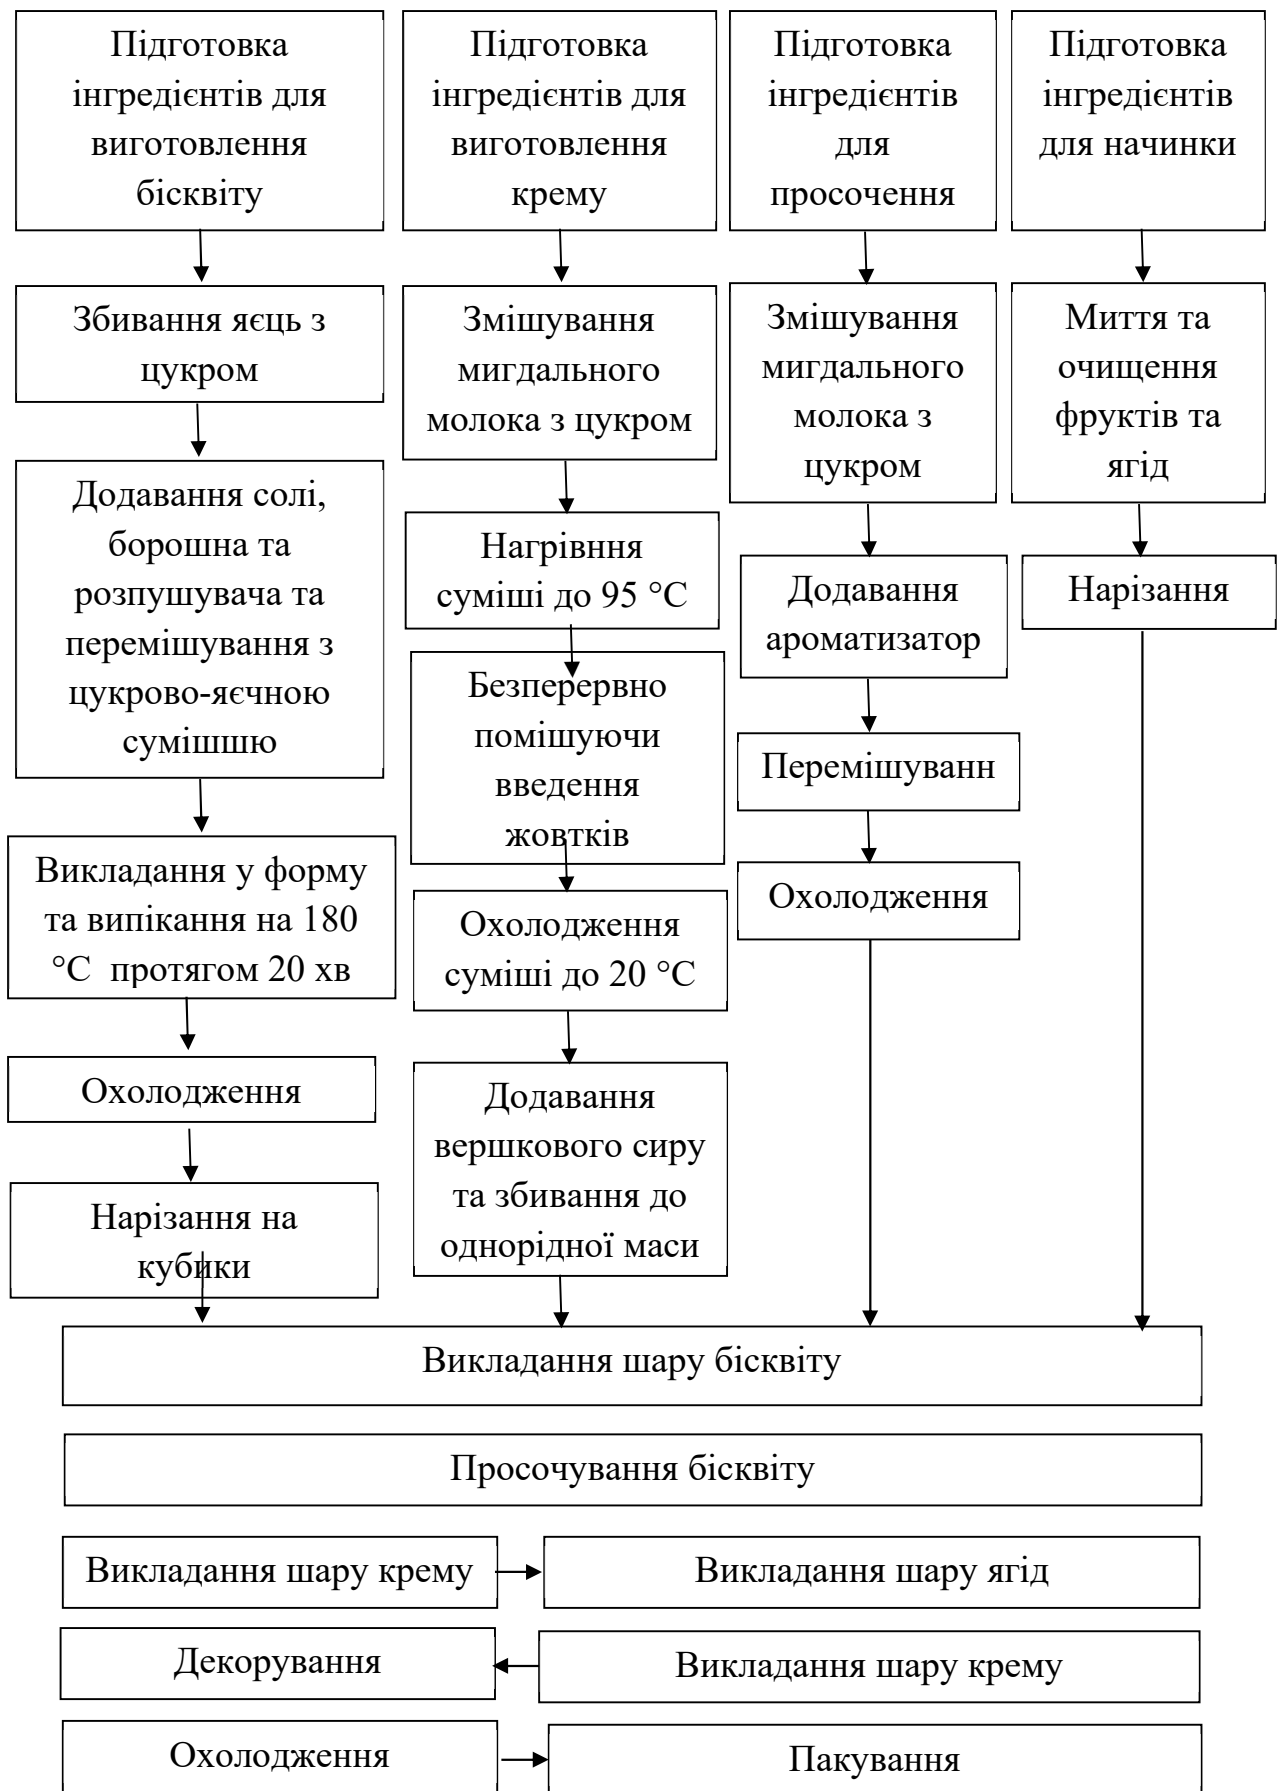 Підготовка
інгредієнтів для
виготовлення
бісквіту
Збивання яєць з
цукром
Додавання солі,
борошна та
розпушувача та
перемішування з
цукрово-яєчною
сумішшю
Викладання у форму
та випікання на 180
°С протягом 20 хв
Охолодження
Нарізання на
кубики
Підготовка
інгредієнтів для
виготовлення
крему
Змішування
мигдального
молока з цукром
Нагрівння
суміші до 95 °С
Безперервно
помішуючи
введення
жовтків
Охолодження
суміші до 20 °С
Додавання
вершкового сиру
та збивання до
однорідної маси
Підготовка
інгредієнтів
для
просочення
Змішування
мигдального
молока з
цукром
Додавання
ароматизатор
Перемішуванн
Охолодження
Підготовка
інгредієнтів
для начинки
Миття та
очищення
фруктів та
ягід
Нарізання
Викладання шару бісквіту
Просочування бісквіту
Викладання шару крему
Викладання шару ягід
Декорування
Викладання шару крему
Охолодження
Пакування